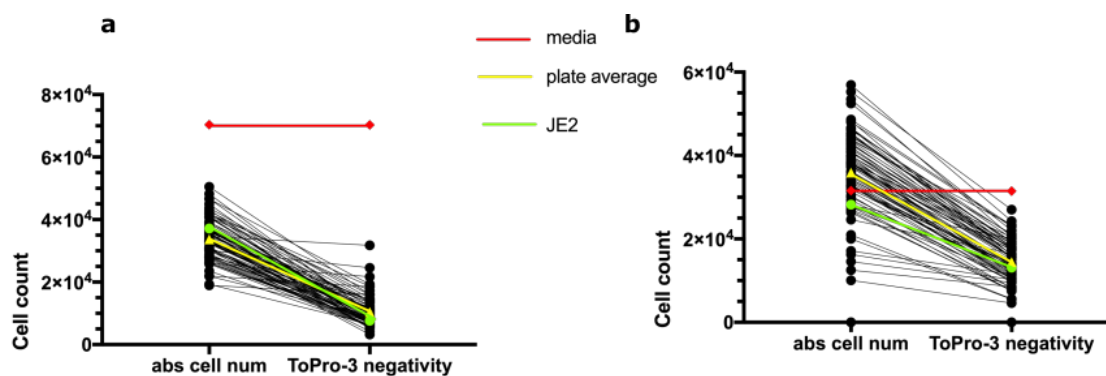 a
media
plate average
JE2
8×10⁴
6×10⁴
4×10⁴
2×10⁴
0
Cell count
abs cell num
ToPro-3 negativity
b
6×10⁴
4×10⁴
2×10⁴
0
Cell count
abs cell num
ToPro-3 negativity